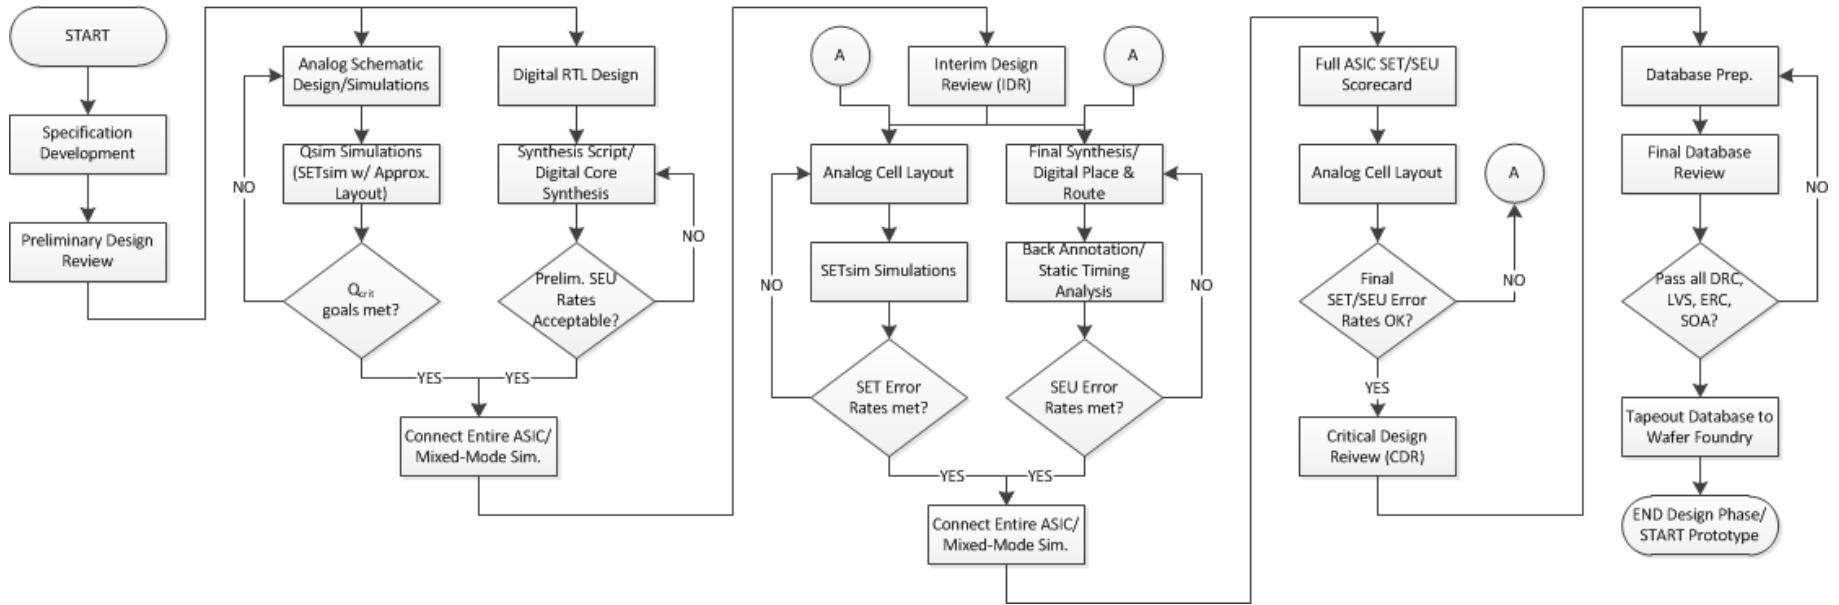 START
Specification
Development
Preliminary Design
Review
Analog Schematic
Design/Simulations
Qsim Simulations
(SETsim w/ Approx.
Layout)
NO
Qcrit
goals met?
YES
Digital RTL Design
Synthesis Script/
Digital Core
Synthesis
NO
Prelim. SEU
Rates
Acceptable?
YES
Connect Entire ASIC/
Mixed-Mode Sim.
A
Interim Design
Review (IDR)
A
Analog Cell Layout
SETsim Simulations
NO
SET Error
Rates met?
YES
Final Synthesis/
Digital Place &
Route
Back Annotation/
Static Timing
Analysis
NO
SEU Error
Rates met?
YES
Connect Entire ASIC/
Mixed-Mode Sim.
Full ASIC SET/SEU
Scorecard
Analog Cell Layout
A
Final
SET/SEU Error
Rates OK?
NO
YES
Critical Design
Reivew (CDR)
Database Prep.
Final Database
Review
NO
Pass all DRC,
LVS, ERC,
SOA?
Tapeout Database to
Wafer Foundry
END Design Phase/
START Prototype